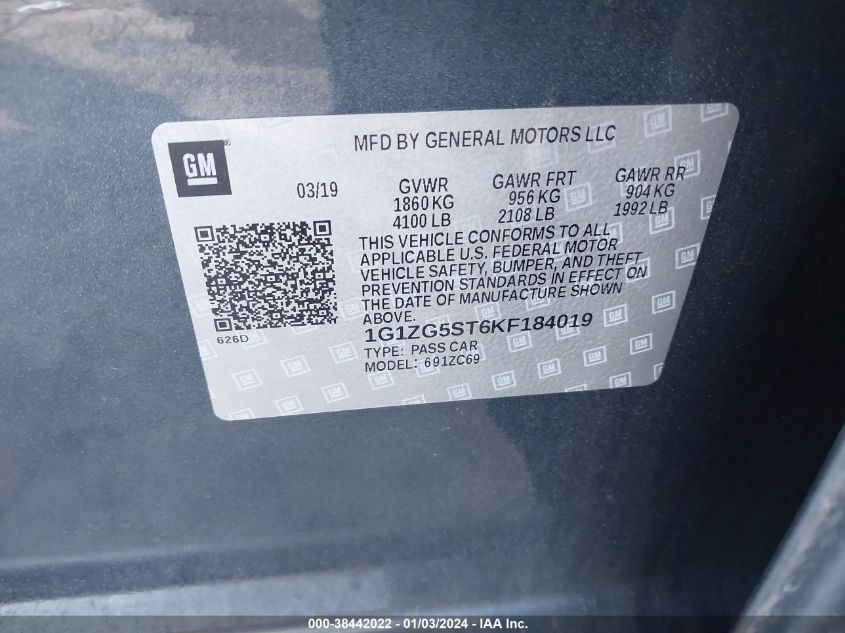 MFD BY GENERAL MOTORS LLC
GM
03/19
GVWR
1860 KG
4100 LB
GAWR FRT
956 KG
2108 LB
GAWR RR
904 KG
1992 LB
THIS VEHICLE CONFORMS TO ALL
APPLICABLE U.S. FEDERAL MOTOR
VEHICLE SAFETY, BUMPER, AND THEFT
PREVENTION STANDARDS IN EFFECT ON
THE DATE OF MANUFACTURE SHOWN
ABOVE.
626D
1G1ZG5ST6KF184019
TYPE: PASS CAR
MODEL: 691ZC69
000-38442022 - 01/03/2024 - IAA Inc.